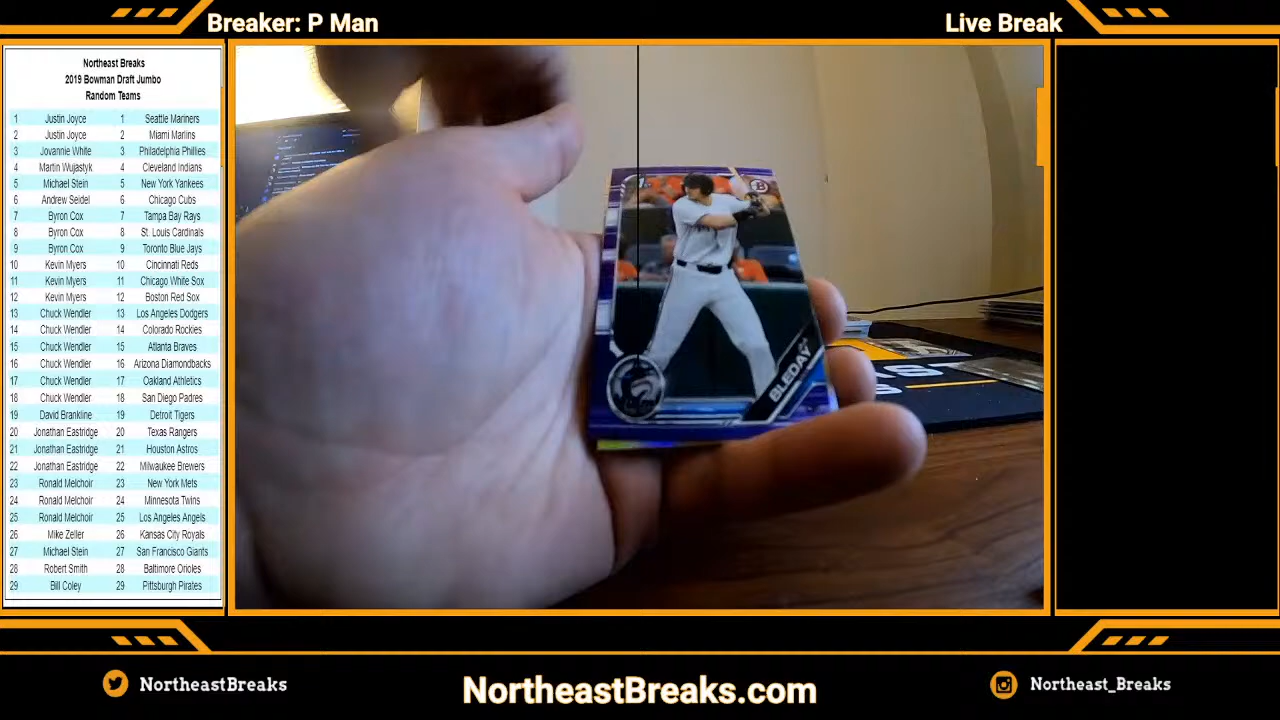 Breaker: P Man
Live Break
Northeast Breaks
2019 Bowman Draft Jumbo
Random Teams
1 Justin Joyce 1 Seattle Mariners
2 Justin Joyce 2 Miami Marlins
3 Jovannie White 3 Philadelphia Phillies
4 Martin Wujastyk 4 Cleveland Indians
5 Michael Stein 5 New York Yankees
6 Andrew Seidel 6 Chicago Cubs
7 Byron Cox 7 Tampa Bay Rays
8 Byron Cox 8 St. Louis Cardinals
9 Byron Cox 9 Toronto Blue Jays
10 Kevin Myers 10 Cincinnati Reds
11 Kevin Myers 11 Chicago White Sox
12 Kevin Myers 12 Boston Red Sox
13 Chuck Wendler 13 Los Angeles Dodgers
14 Chuck Wendler 14 Colorado Rockies
15 Chuck Wendler 15 Atlanta Braves
16 Chuck Wendler 16 Arizona Diamondbacks
17 Chuck Wendler 17 Oakland Athletics
18 Chuck Wendler 18 San Diego Padres
19 David Brankline 19 Detroit Tigers
20 Jonathan Eastridge 20 Texas Rangers
21 Jonathan Eastridge 21 Houston Astros
22 Jonathan Eastridge 22 Milwaukee Brewers
23 Ronald Melchoir 23 New York Mets
24 Ronald Melchoir 24 Minnesota Twins
25 Ronald Melchoir 25 Los Angeles Angels
26 Mike Zeller 26 Kansas City Royals
27 Michael Stein 27 San Francisco Giants
28 Robert Smith 28 Baltimore Orioles
29 Bill Coley 29 Pittsburgh Pirates
BLEDAY
NortheastBreaks
NortheastBreaks.com
Northeast_Breaks